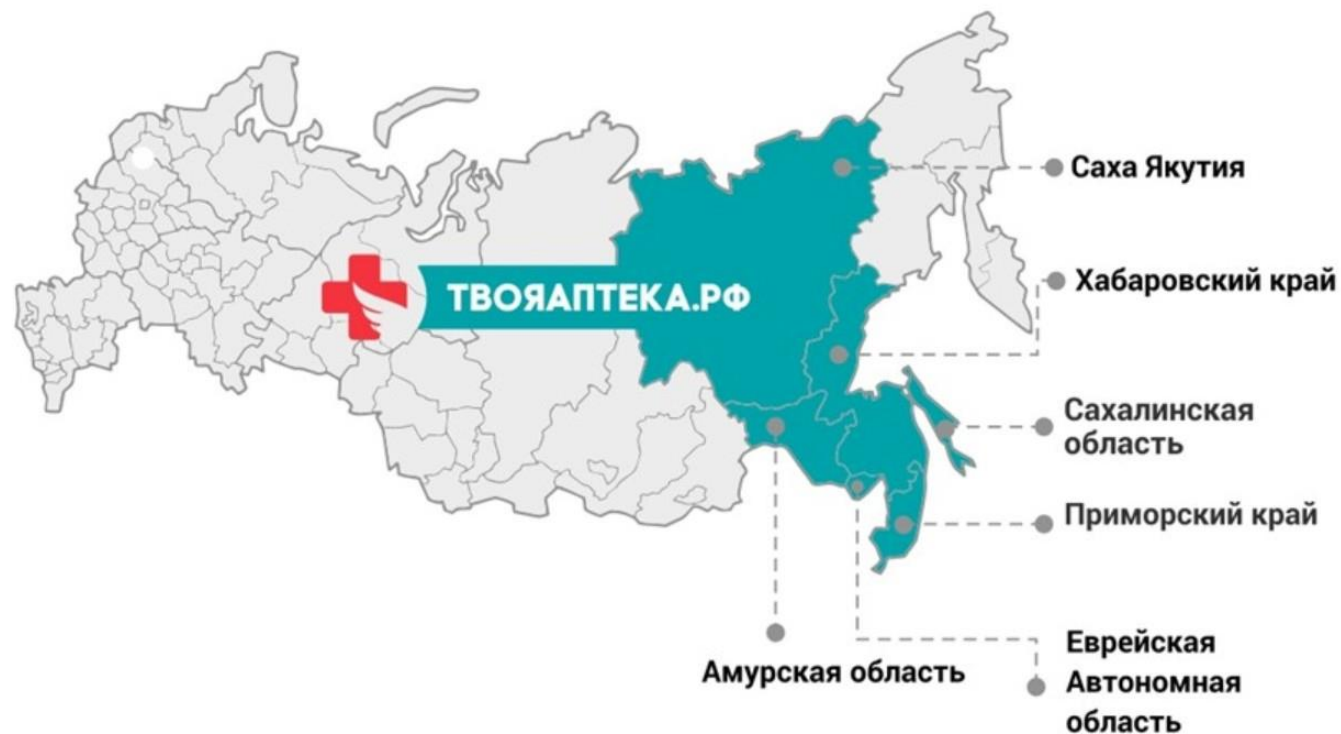 Саха Якутия
Хабаровский край
ТВОЯАПТЕКА.РФ
Сахалинская
область
Приморский край
Амурская область
Еврейская
Автономная
область